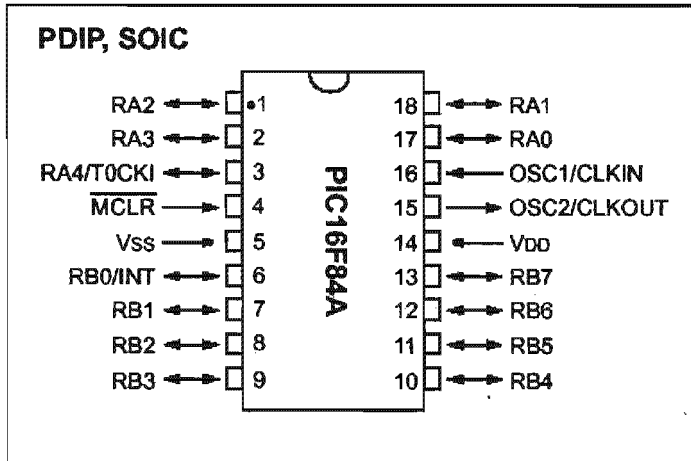 PDIP, SOIC
RA2 1 18 RA1
RA3 2 17 RA0
RA4/T0CKI 3 16 OSC1/CLKIN
M̅C̅L̅R̅ 4 15 OSC2/CLKOUT
VSS 5 14 VDD
RB0/INT 6 13 RB7
RB1 7 12 RB6
RB2 8 11 RB5
RB3 9 10 RB4
PIC16F84A